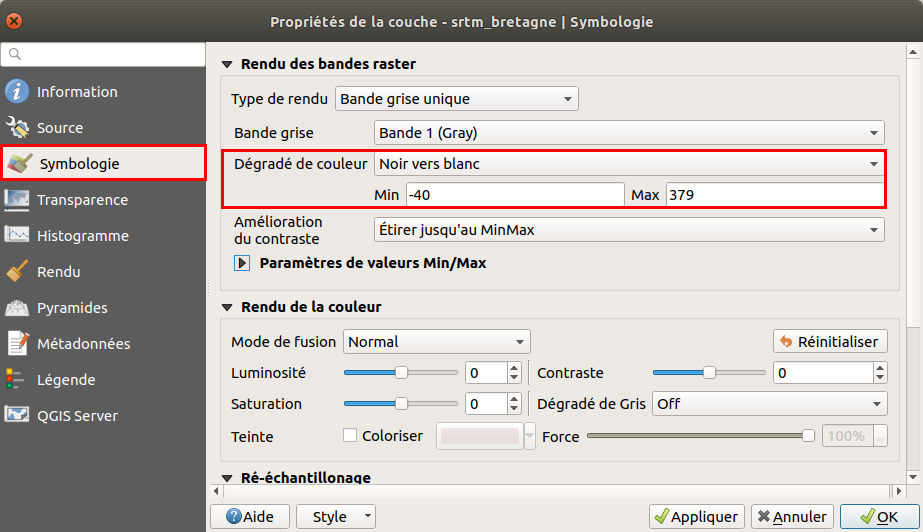 Propriétés de la couche - srtm_bretagne | Symbologie
Information
Source
Symbologie
Transparence
Histogramme
Rendu
Pyramides
Métadonnées
Légende
QGIS Server
Rendu des bandes raster
Type de rendu Bande grise unique
Bande grise Bande 1 (Gray)
Dégradé de couleur Noir vers blanc
Min -40 Max 379
Amélioration
du contraste Étirer jusqu'au MinMax
Paramètres de valeurs Min/Max
Rendu de la couleur
Mode de fusion Normal Réinitialiser
Luminosité 0 Contraste 0
Saturation 0 Dégradé de Gris Off
Teinte Coloriser Force 100%
Ré-échantillonage
Aide Style Appliquer Annuler OK